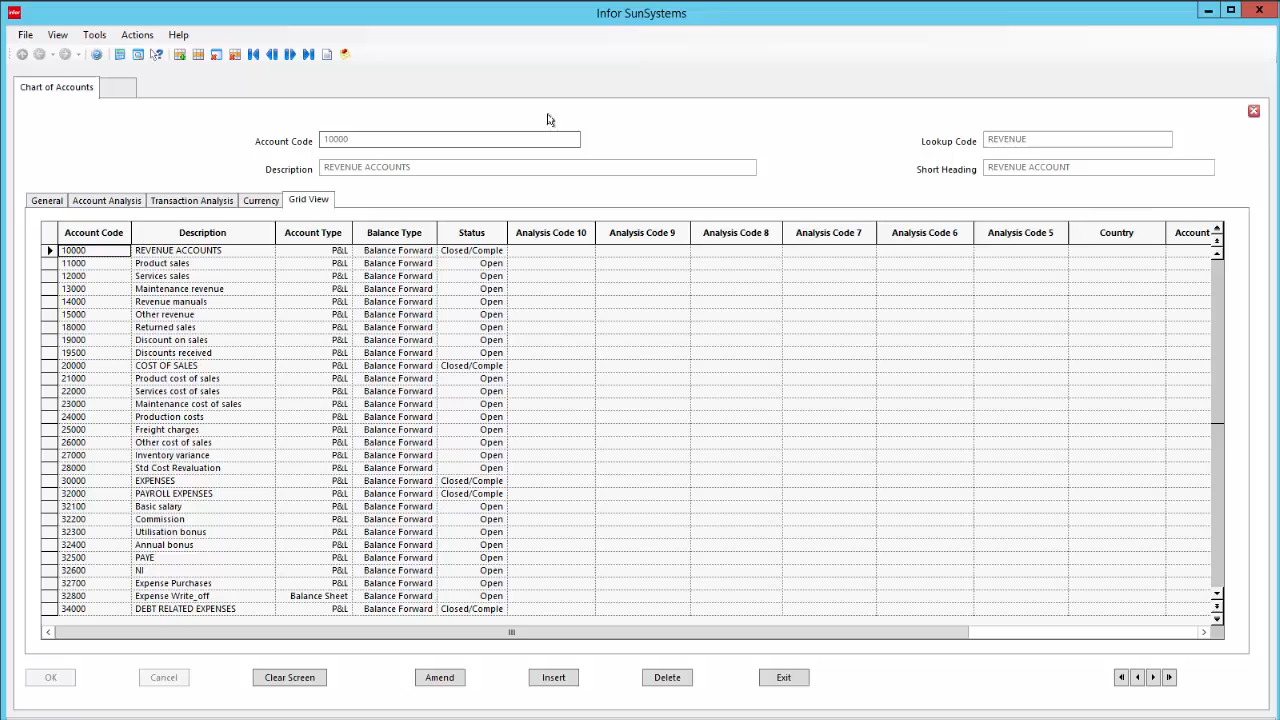 infor Infor SunSystems
File View Tools Actions Help
Chart of Accounts
Account Code 10000 Lookup Code REVENUE
Description REVENUE ACCOUNTS Short Heading REVENUE ACCOUNT
General Account Analysis Transaction Analysis Currency Grid View
Account Code Description Account Type Balance Type Status Analysis Code 10 Analysis Code 9 Analysis Code 8 Analysis Code 7 Analysis Code 6 Analysis Code 5 Country Account
10000 REVENUE ACCOUNTS P&L Balance Forward Closed/Comple
11000 Product sales P&L Balance Forward Open
12000 Services sales P&L Balance Forward Open
13000 Maintenance revenue P&L Balance Forward Open
14000 Revenue manuals P&L Balance Forward Open
15000 Other revenue P&L Balance Forward Open
18000 Returned sales P&L Balance Forward Open
19000 Discount on sales P&L Balance Forward Open
19500 Discounts received P&L Balance Forward Open
20000 COST OF SALES P&L Balance Forward Closed/Comple
21000 Product cost of sales P&L Balance Forward Open
22000 Services cost of sales P&L Balance Forward Open
23000 Maintenance cost of sales P&L Balance Forward Open
24000 Production costs P&L Balance Forward Open
25000 Freight charges P&L Balance Forward Open
26000 Other cost of sales P&L Balance Forward Open
27000 Inventory variance P&L Balance Forward Open
28000 Std Cost Revaluation P&L Balance Forward Open
30000 EXPENSES P&L Balance Forward Closed/Comple
32000 PAYROLL EXPENSES P&L Balance Forward Closed/Comple
32100 Basic salary P&L Balance Forward Open
32200 Commission P&L Balance Forward Open
32300 Utilisation bonus P&L Balance Forward Open
32400 Annual bonus P&L Balance Forward Open
32500 PAYE P&L Balance Forward Open
32600 NI P&L Balance Forward Open
32700 Expense Purchases P&L Balance Forward Open
32800 Expense Write_off Balance Sheet Balance Forward Open
34000 DEBT RELATED EXPENSES P&L Balance Forward Closed/Comple
OK Cancel Clear Screen Amend Insert Delete Exit